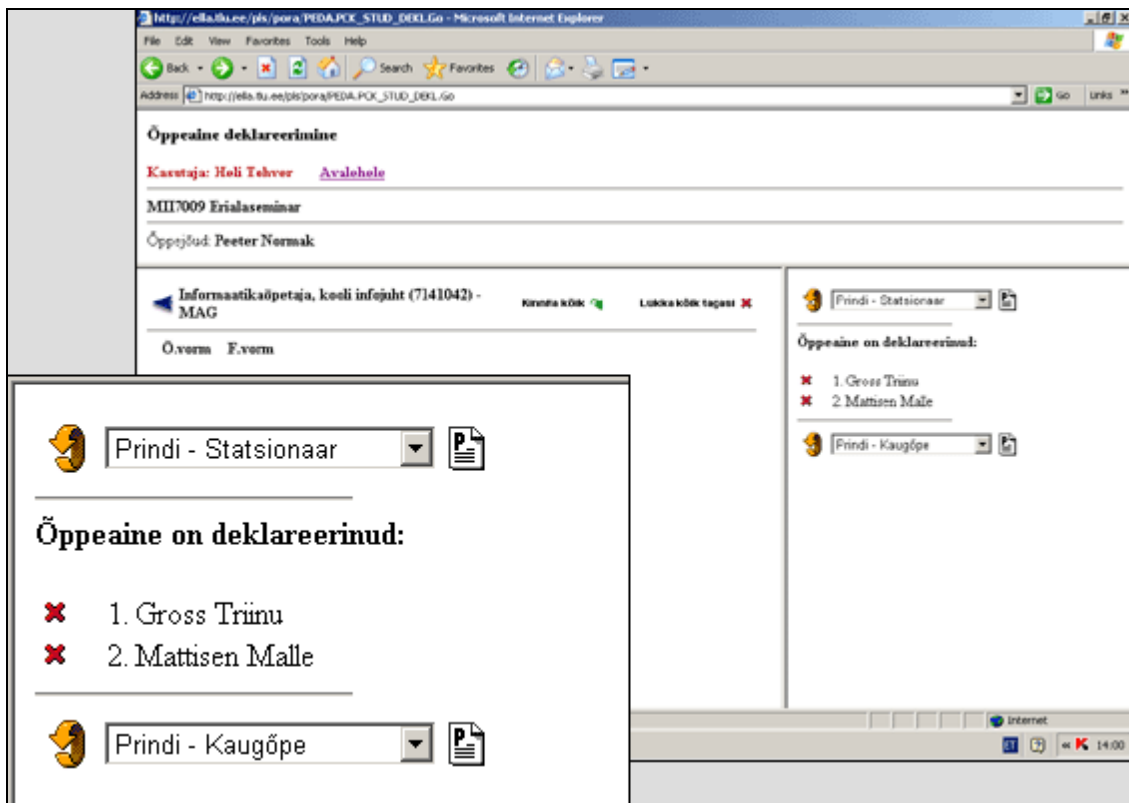 http://ella.tlu.ee/pls/pora/PEDA.PCK_STUD_DEKL.Go - Microsoft Internet Explorer
File Edit View Favorites Tools Help
Back Search Favorites
Address http://ella.tlu.ee/pls/pora/PEDA.PCK_STUD_DEKL.Go Go Links »
Õppeaine deklareerimine
Kasutaja: Heli Tehver Avalehele
MII7009 Erialaseminar
Õppejõud: Peeter Normak
Informaatikaõpetaja, kooli infojuht (7141042) -
MAG
Kinnita kõik Lükka kõik tagasi
Õ.vorm F.vorm
Prindi - Statsionaar
Õppeaine on deklareerinud:
1. Gross Triinu
2. Mattisen Malle
Prindi - Kaugõpe
Prindi - Statsionaar
Õppeaine on deklareerinud:
1. Gross Triinu
2. Mattisen Malle
Prindi - Kaugõpe
Internet
ET « K 14:00